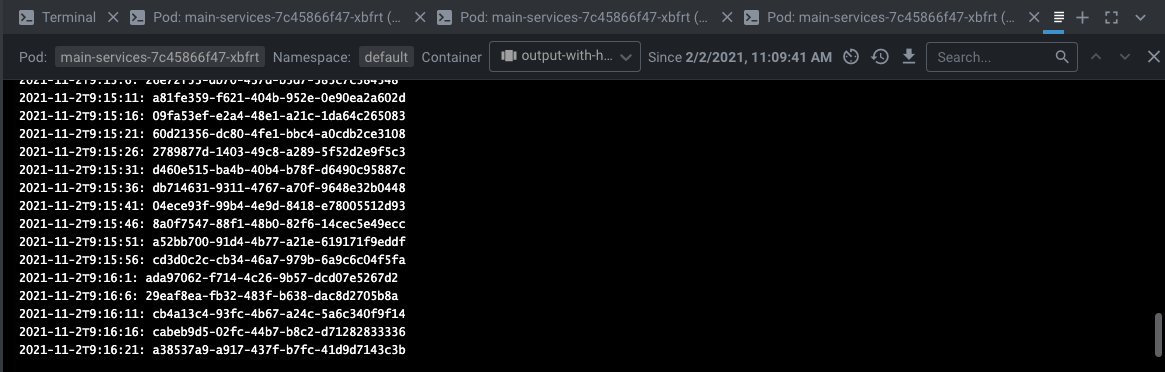 Terminal
Pod: main-services-7c45866f47-xbfrt (...
Pod: main-services-7c45866f47-xbfrt (...
Pod: main-services-7c45866f47-xbfrt (...
Pod: main-services-7c45866f47-xbfrt Namespace: default Container output-with-h... Since 2/2/2021, 11:09:41 AM Search...
2021-11-2T9:15:11: a81fe359-f621-404b-952e-0e90ea2a602d
2021-11-2T9:15:16: 09fa53ef-e2a4-48e1-a21c-1da64c265083
2021-11-2T9:15:21: 60d21356-dc80-4fe1-bbc4-a0cdb2ce3108
2021-11-2T9:15:26: 2789877d-1403-49c8-a289-5f52d2e9f5c3
2021-11-2T9:15:31: d460e515-ba4b-40b4-b78f-d6490c95887c
2021-11-2T9:15:36: db714631-9311-4767-a70f-9648e32b0448
2021-11-2T9:15:41: 04ece93f-99b4-4e9d-8418-e78005512d93
2021-11-2T9:15:46: 8a0f7547-88f1-48b0-82f6-14cec5e49ecc
2021-11-2T9:15:51: a52bb700-91d4-4b77-a21e-619171f9eddf
2021-11-2T9:15:56: cd3d0c2c-cb34-46a7-979b-6a9c6c04f5fa
2021-11-2T9:16:1: ada97062-f714-4c26-9b57-dcd07e5267d2
2021-11-2T9:16:6: 29eaf8ea-fb32-483f-b638-dac8d2705b8a
2021-11-2T9:16:11: cb4a13c4-93fc-4b67-a24c-5a6c340f9f14
2021-11-2T9:16:16: cabeb9d5-02fc-44b7-b8c2-d71282833336
2021-11-2T9:16:21: a38537a9-a917-437f-b7fc-41d9d7143c3b